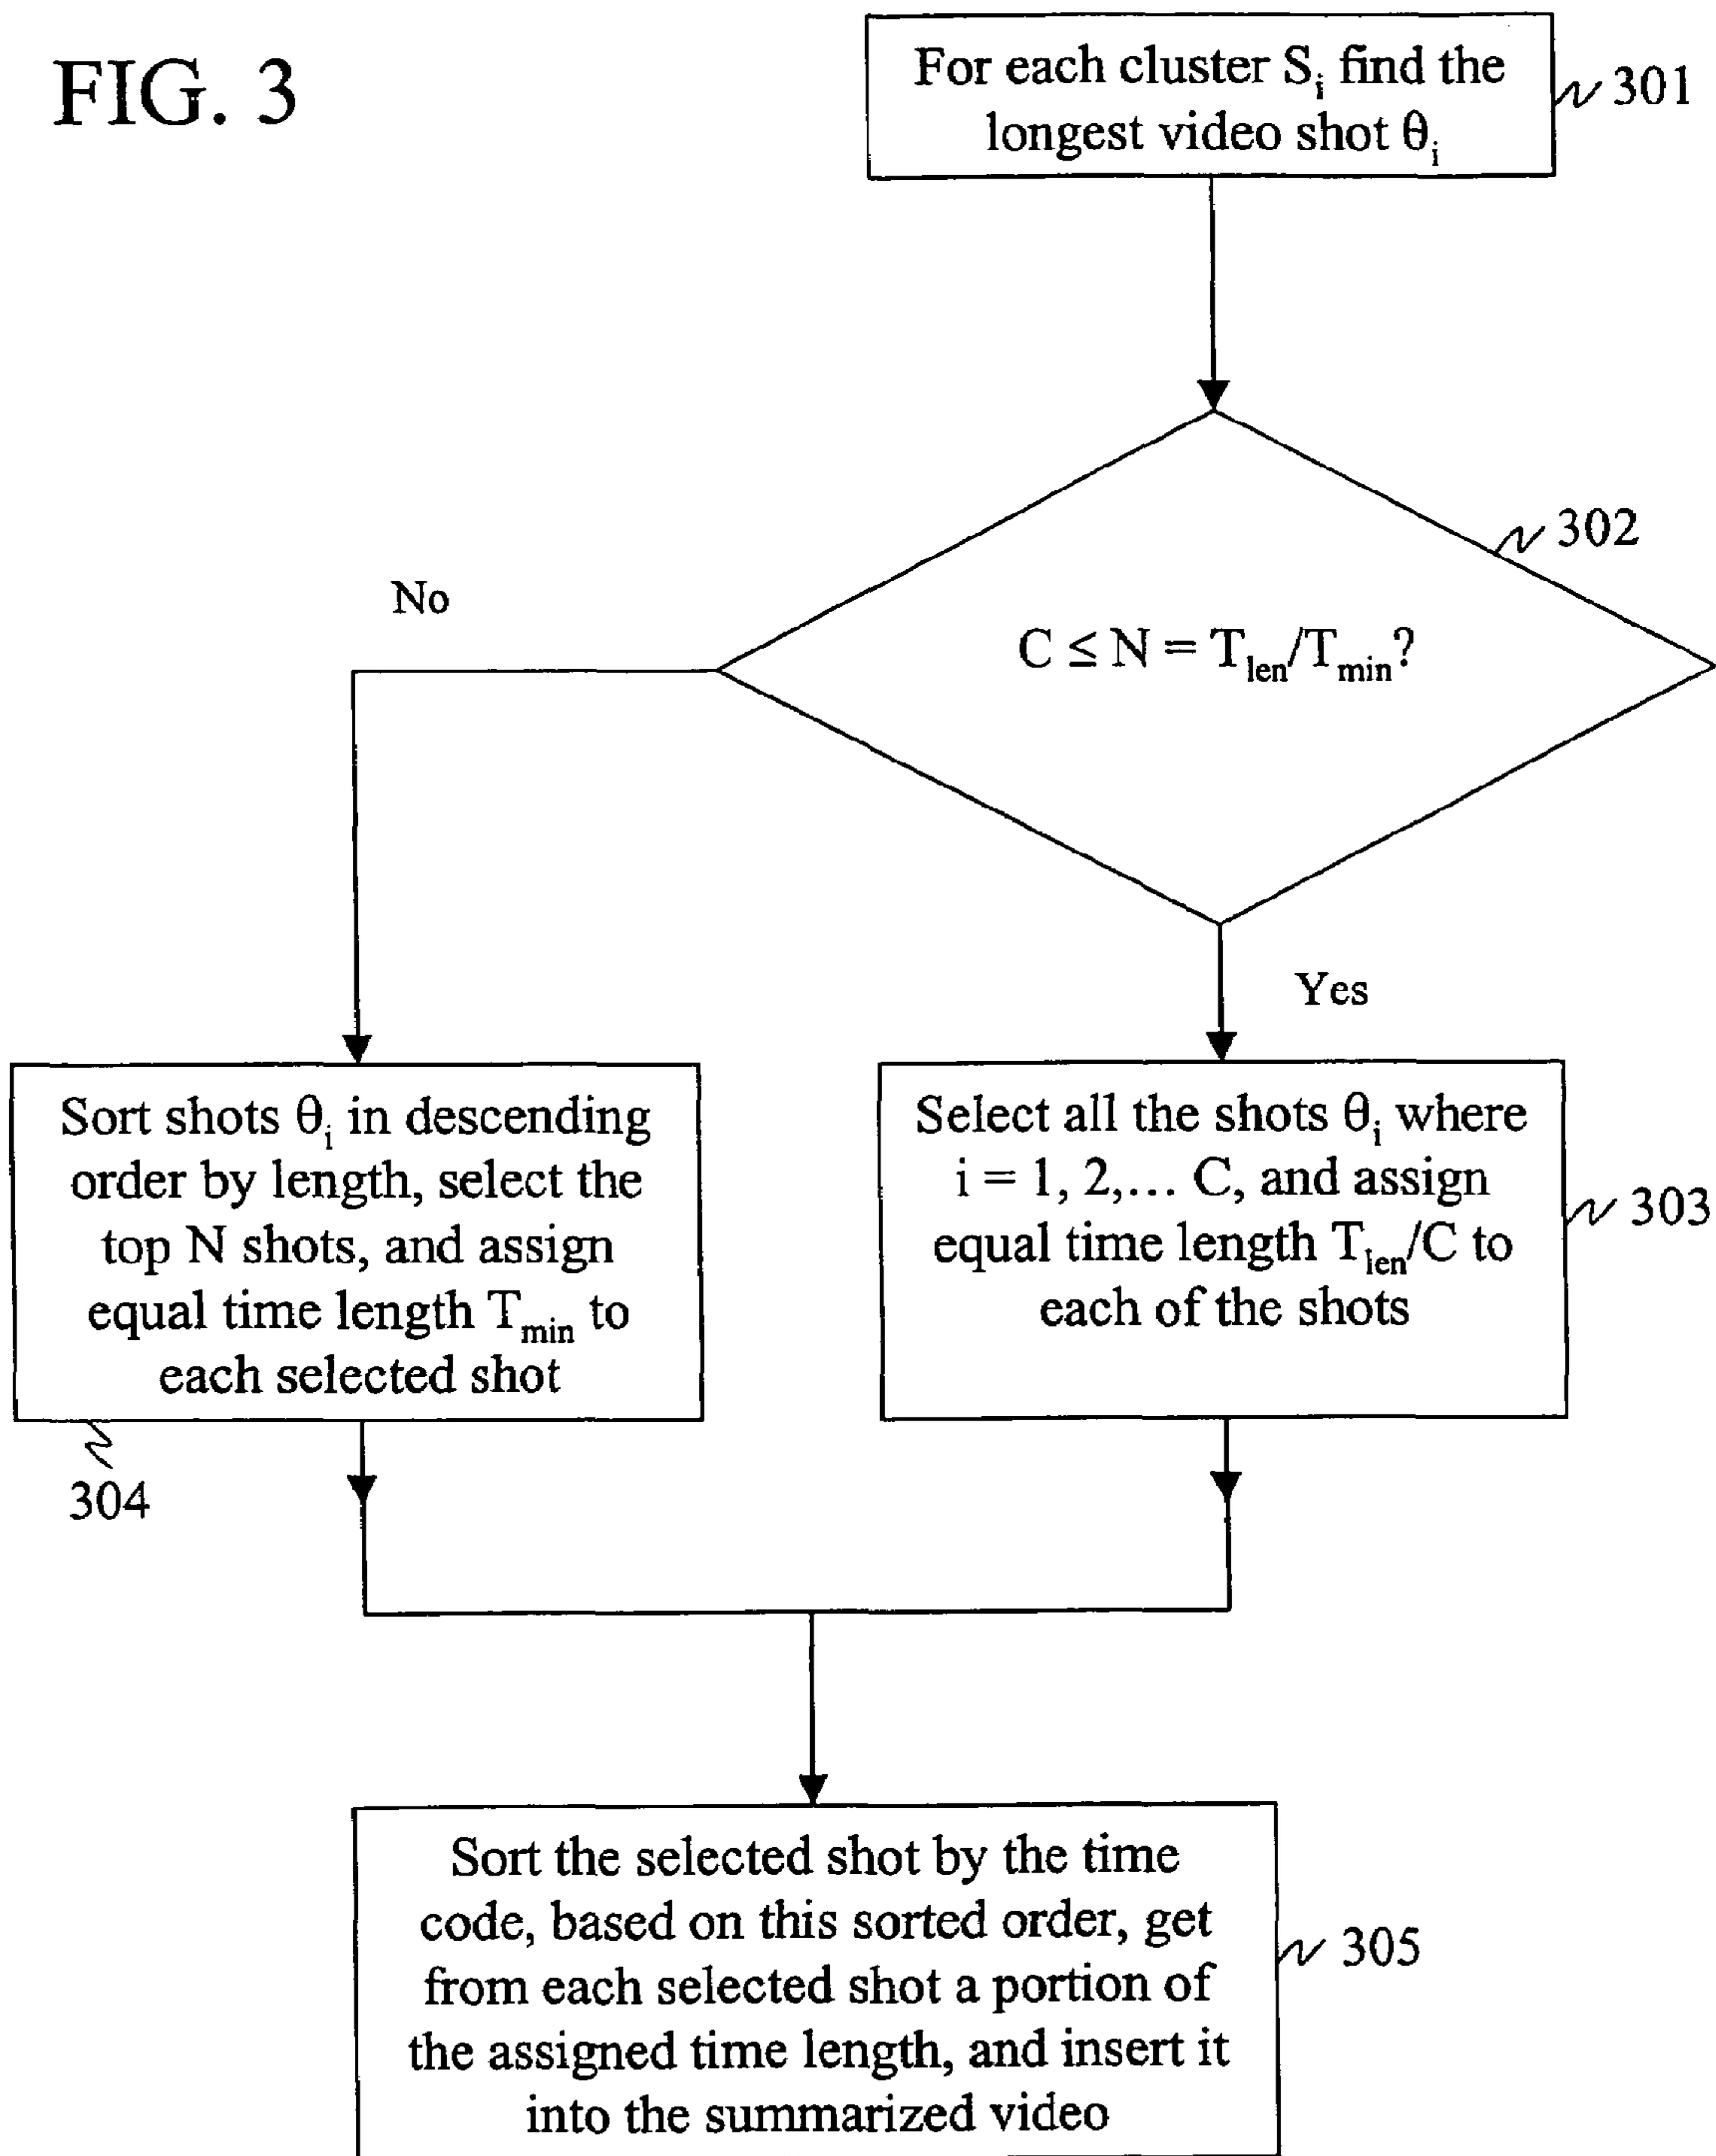 FIG. 3
For each cluster Sᵢ find the
longest video shot θᵢ
301
302
No
C ≤ N = T_len/T_min?
Yes
Sort shots θᵢ in descending
order by length, select the
top N shots, and assign
equal time length T_min to
each selected shot
304
Select all the shots θᵢ where
i = 1, 2,... C, and assign
equal time length T_len/C to
each of the shots
303
Sort the selected shot by the time
code, based on this sorted order, get
from each selected shot a portion of
the assigned time length, and insert it
into the summarized video
305